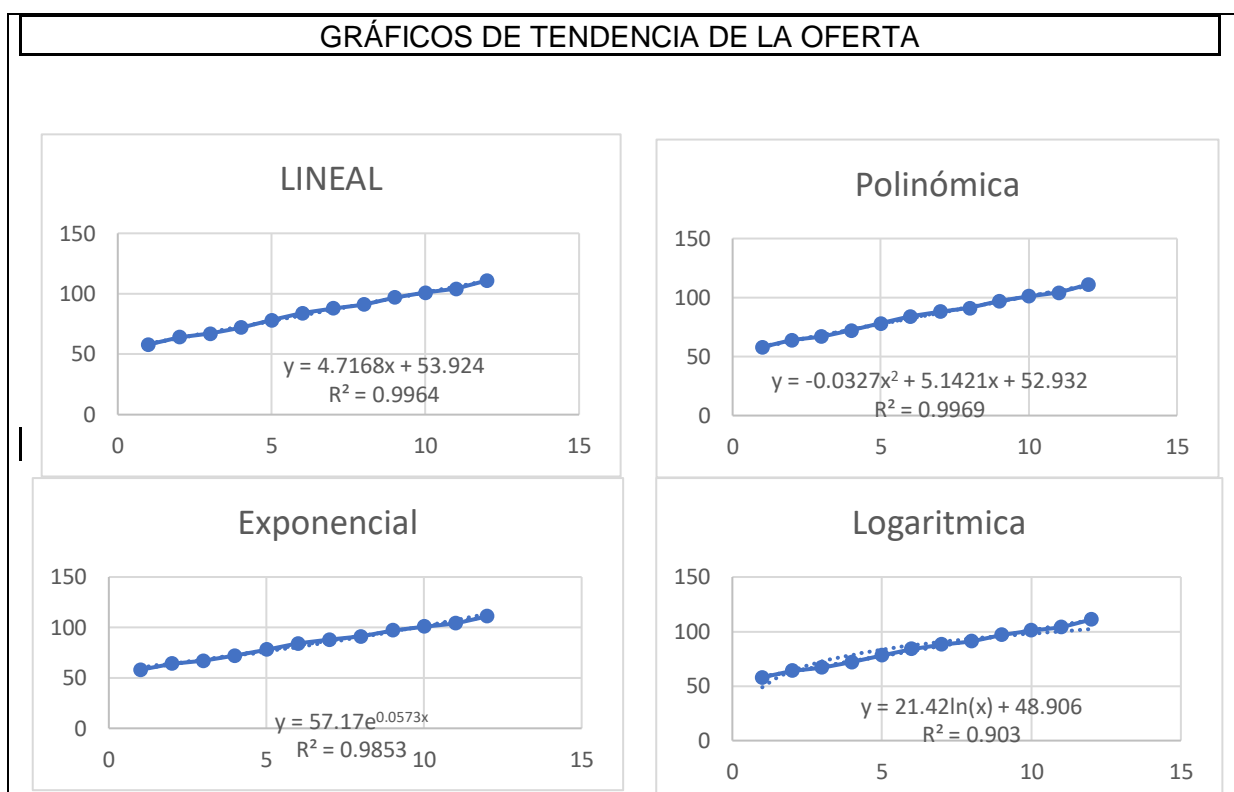 GRÁFICOS DE TENDENCIA DE LA OFERTA
LINEAL
150
100
50
0
y = 4.7168x + 53.924
R² = 0.9964
0 5 10 15
Polinómica
150
100
50
0
y = -0.0327x² + 5.1421x + 52.932
R² = 0.9969
0 5 10 15
Exponencial
150
100
50
0
y = 57.17e^0.0573x
R² = 0.9853
0 5 10 15
Logaritmica
150
100
50
0
y = 21.42ln(x) + 48.906
R² = 0.903
0 5 10 15